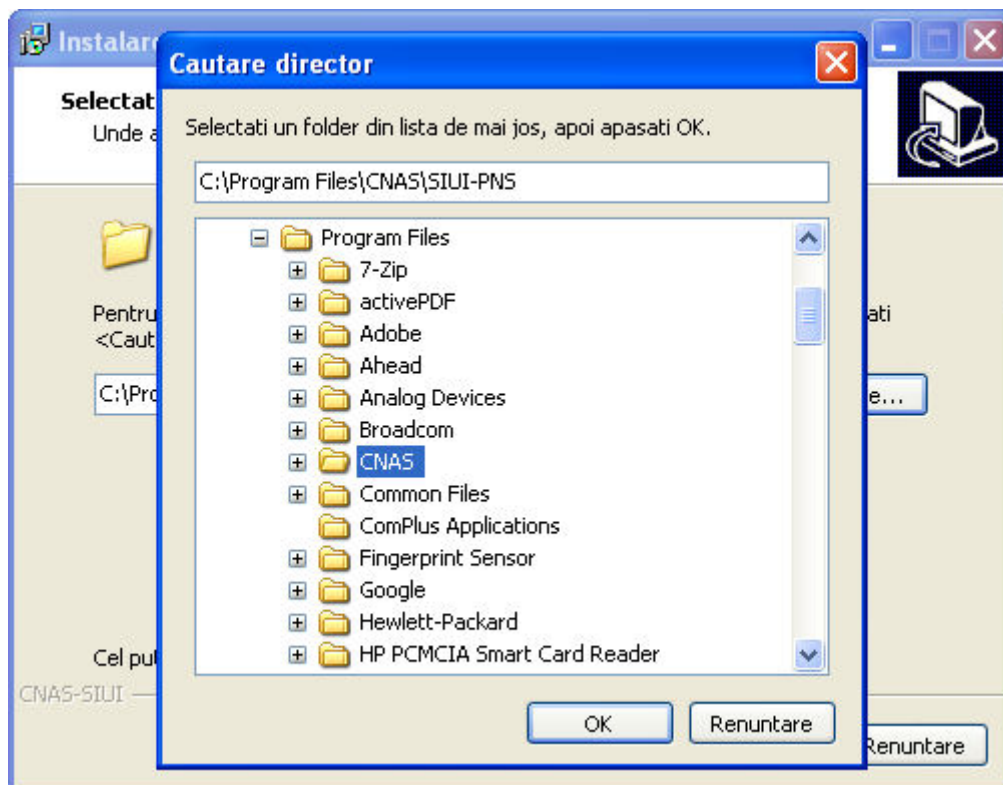 Instalare
Cautare director
Selectat
Unde a
Selectati un folder din lista de mai jos, apoi apasati OK.
C:\Program Files\CNAS\SIUI-PNS
Program Files
7-Zip
activePDF
Adobe
Ahead
Analog Devices
Broadcom
CNAS
Common Files
ComPlus Applications
Fingerprint Sensor
Google
Hewlett-Packard
HP PCMCIA Smart Card Reader
Pentru
ati
<Caut
C:\Pro
e...
Cel pu
CNAS-SIUI
OK
Renuntare
Renuntare